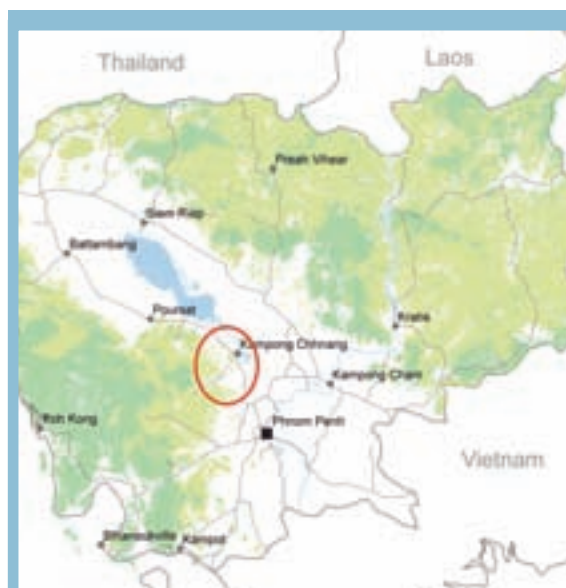 Thailand
Laos
Preah Vihear
Siem Riep
Battambang
Poursat
Kratie
Kampong Chhnang
Kampong Cham
Koh Kong
Phnom Penh
Vietnam
Sihanoukville
Kampot